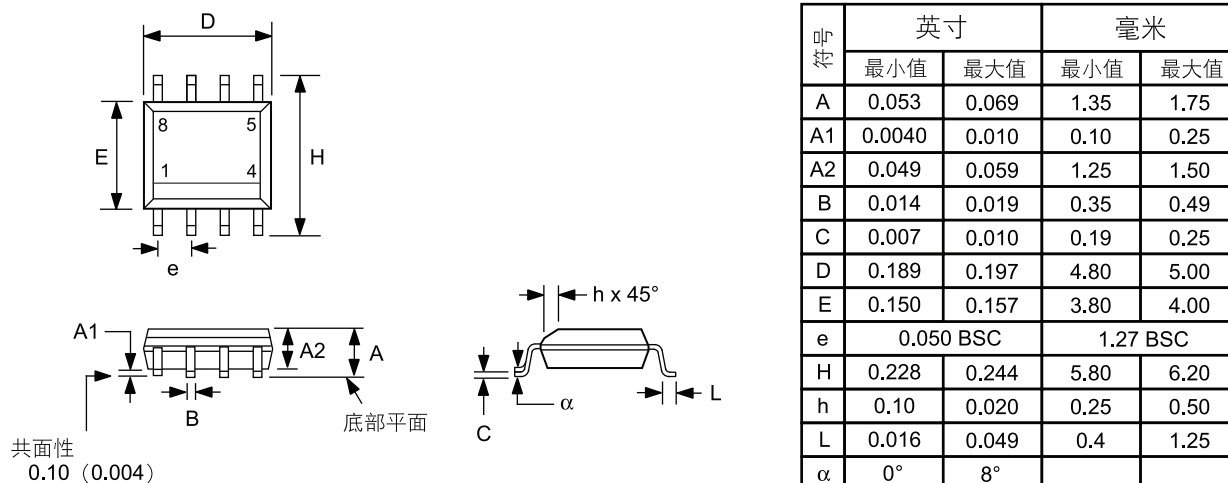 D
8 5
1 4
E
H
e
A1
A2
A
B
底部平面
共面性
0.10（0.004）
h x 45°
C
α
L
符号 英寸 毫米
最小值 最大值 最小值 最大值
A 0.053 0.069 1.35 1.75
A1 0.0040 0.010 0.10 0.25
A2 0.049 0.059 1.25 1.50
B 0.014 0.019 0.35 0.49
C 0.007 0.010 0.19 0.25
D 0.189 0.197 4.80 5.00
E 0.150 0.157 3.80 4.00
e 0.050 BSC 1.27 BSC
H 0.228 0.244 5.80 6.20
h 0.10 0.020 0.25 0.50
L 0.016 0.049 0.4 1.25
α 0° 8°